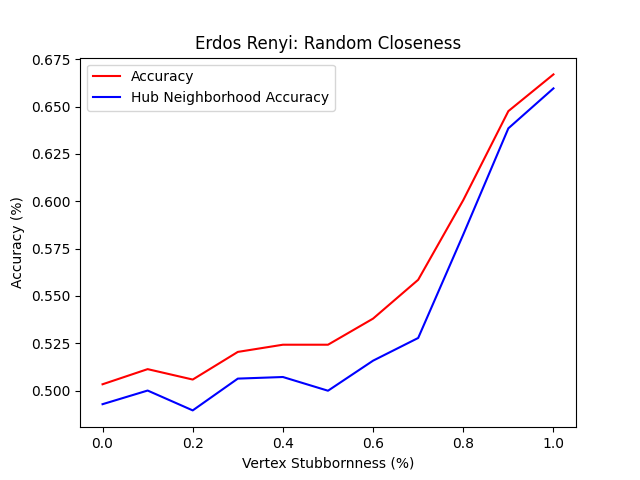 Erdos Renyi: Random Closeness
Accuracy
Hub Neighborhood Accuracy
0.675
0.650
0.625
0.600
0.575
0.550
0.525
0.500
Accuracy (%)
0.0 0.2 0.4 0.6 0.8 1.0
Vertex Stubbornness (%)